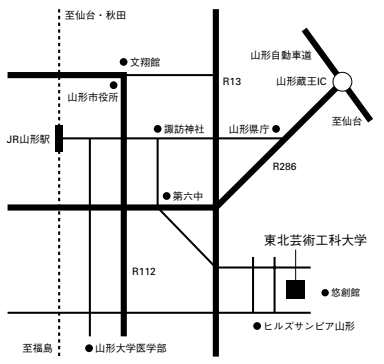 至仙台・秋田
文翔館
山形自動車道
R13
山形蔵王IC
山形市役所
至仙台
諏訪神社
山形県庁
JR山形駅
R286
第六中
東北芸術工科大学
R112
悠創館
ヒルズサンピア山形
至福島
山形大学医学部